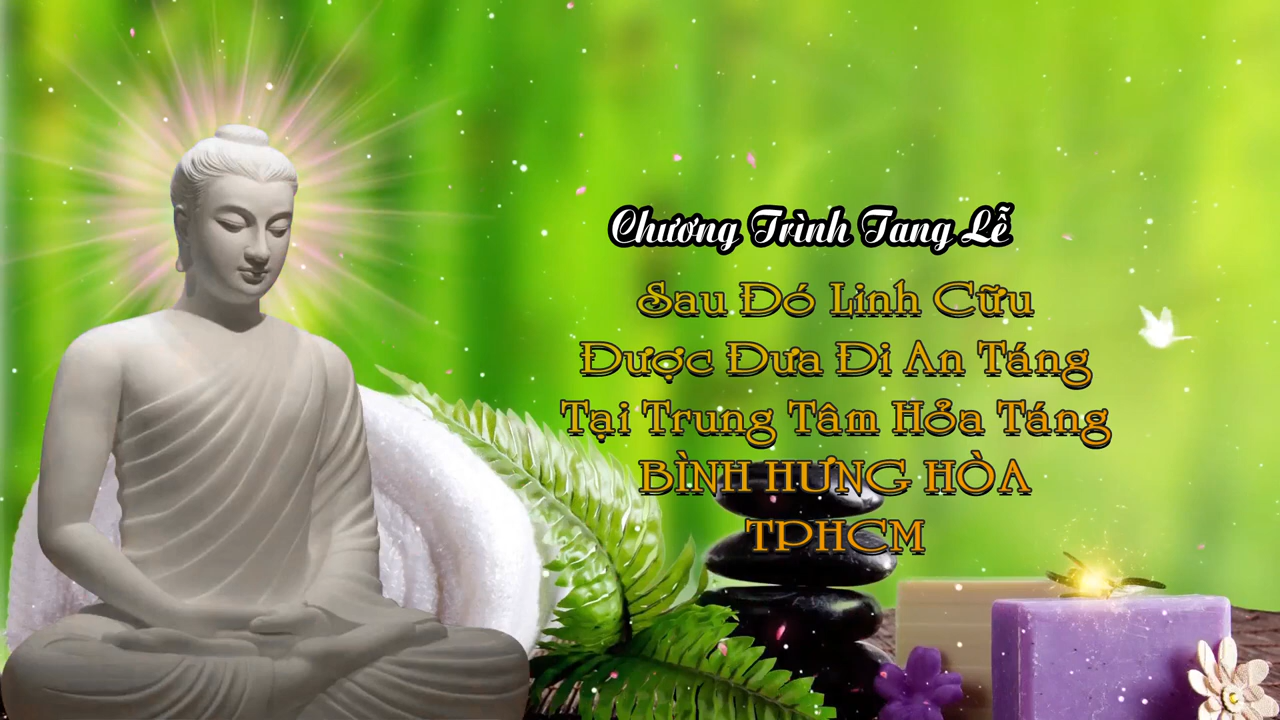 Chương Trình Tang Lễ
Sau Đó Linh Cữu
Được Đưa Đi An Táng
Tại Trung Tâm Hỏa Táng
BÌNH HƯNG HÒA
TPHCM